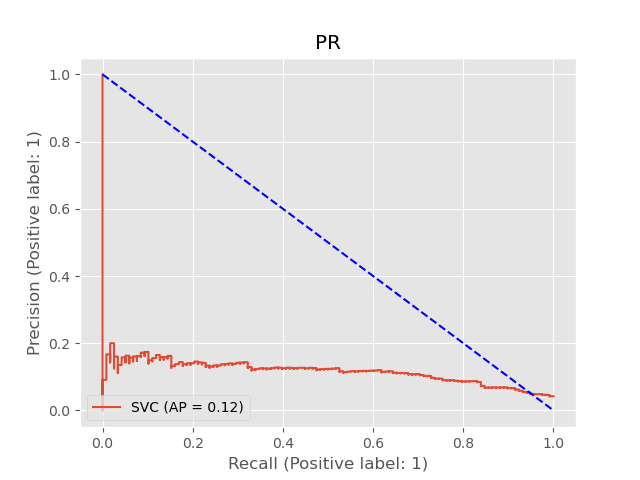 PR
1.0
0.8
0.6
0.4
0.2
0.0
Precision (Positive label: 1)
SVC (AP = 0.12)
0.0 0.2 0.4 0.6 0.8 1.0
Recall (Positive label: 1)